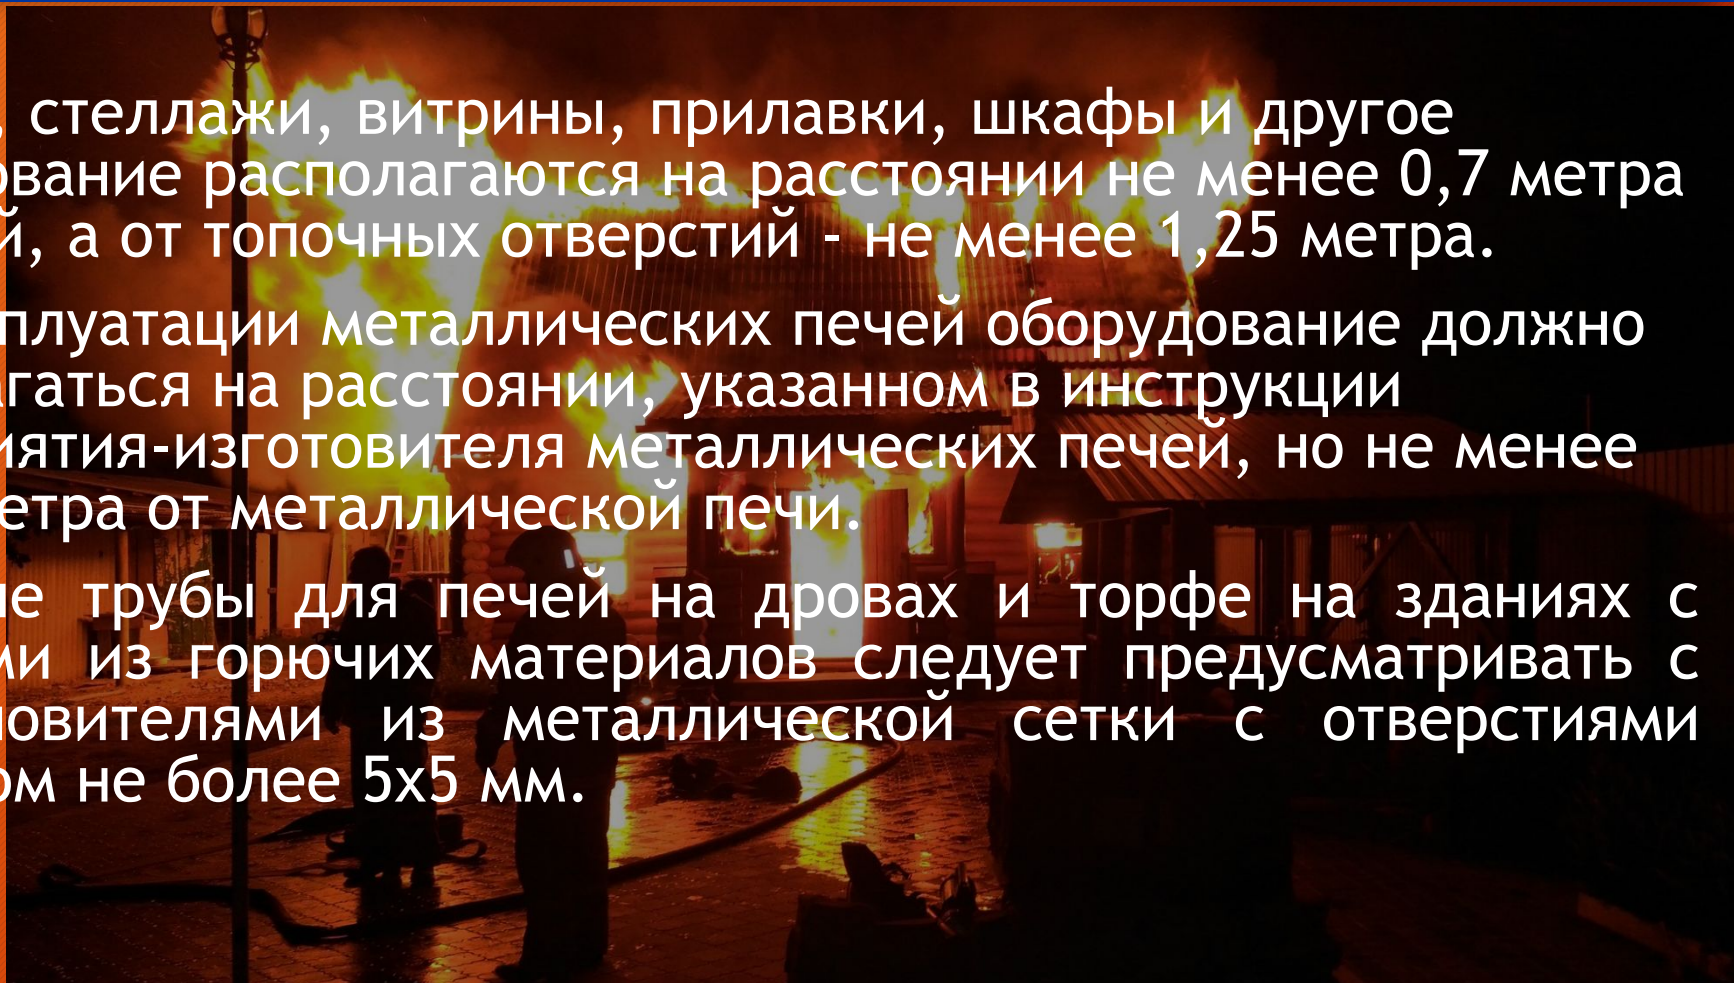 , стеллажи, витрины, прилавки, шкафы и другое
ование располагаются на расстоянии не менее 0,7 метра
й, а от топочных отверстий - не менее 1,25 метра.
плуатации металлических печей оборудование должно
гаться на расстоянии, указанном в инструкции
иятия-изготовителя металлических печей, но не менее
етра от металлической печи.
ие трубы для печей на дровах и торфе на зданиях с
ми из горючих материалов следует предусматривать с
овителями из металлической сетки с отверстиями
ом не более 5х5 мм.